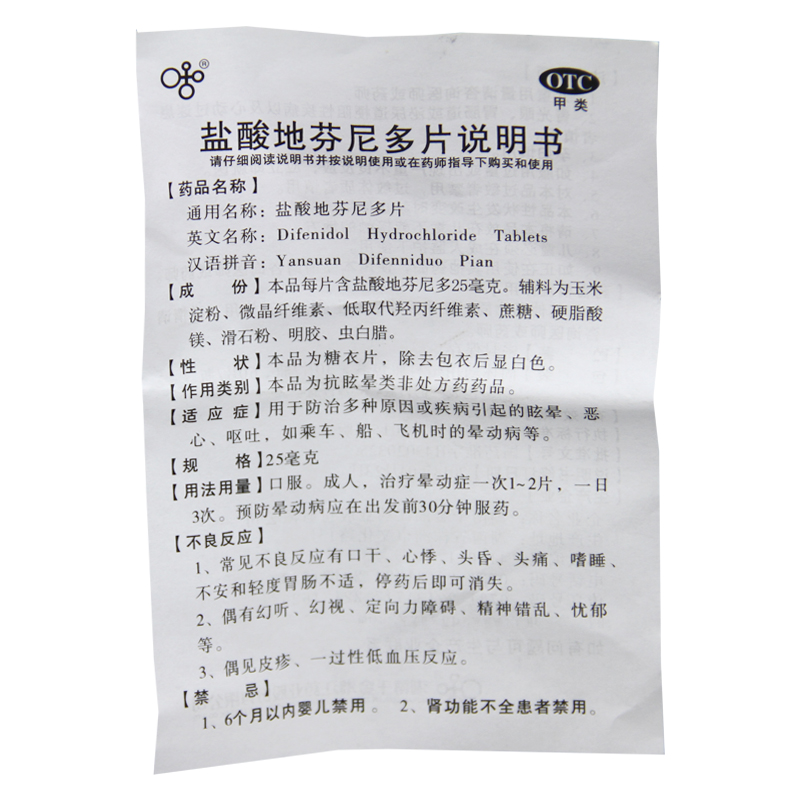 ®
OTC
甲类
盐酸地芬尼多片说明书
请仔细阅读说明书并按说明使用或在药师指导下购买和使用
【药品名称】
通用名称：盐酸地芬尼多片
英文名称：Difenidol Hydrochloride Tablets
汉语拼音：Yansuan Difenniduo Pian
【成 份】本品每片含盐酸地芬尼多25毫克。辅料为玉米
淀粉、微晶纤维素、低取代羟丙纤维素、蔗糖、硬脂酸
镁、滑石粉、明胶、虫白腊。
【性 状】本品为糖衣片，除去包衣后显白色。
【作用类别】本品为抗眩晕类非处方药药品。
【适应症】用于防治多种原因或疾病引起的眩晕、恶
心、呕吐，如乘车、船、飞机时的晕动病等。
【规 格】25毫克
【用法用量】口服。成人，治疗晕动症一次1~2片，一日
3次。预防晕动病应在出发前30分钟服药。
【不良反应】
1、常见不良反应有口干、心悸、头昏、头痛、嗜睡、
不安和轻度胃肠不适，停药后即可消失。
2、偶有幻听、幻视、定向力障碍、精神错乱、忧郁
等。
3、偶见皮疹、一过性低血压反应。
【禁 忌】
1、6个月以内婴儿禁用。 2、肾功能不全患者禁用。